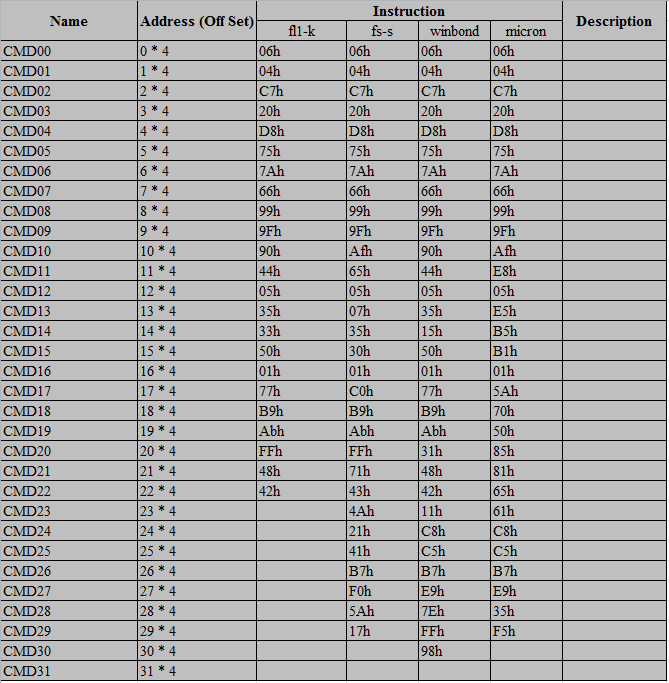 Name Address (Off Set) Instruction Description
fl1-k fs-s winbond micron
CMD00 0 * 4 06h 06h 06h 06h
CMD01 1 * 4 04h 04h 04h 04h
CMD02 2 * 4 C7h C7h C7h C7h
CMD03 3 * 4 20h 20h 20h 20h
CMD04 4 * 4 D8h D8h D8h D8h
CMD05 5 * 4 75h 75h 75h 75h
CMD06 6 * 4 7Ah 7Ah 7Ah 7Ah
CMD07 7 * 4 66h 66h 66h 66h
CMD08 8 * 4 99h 99h 99h 99h
CMD09 9 * 4 9Fh 9Fh 9Fh 9Fh
CMD10 10 * 4 90h Afh 90h Afh
CMD11 11 * 4 44h 65h 44h E8h
CMD12 12 * 4 05h 05h 05h 05h
CMD13 13 * 4 35h 07h 35h E5h
CMD14 14 * 4 33h 35h 15h B5h
CMD15 15 * 4 50h 30h 50h B1h
CMD16 16 * 4 01h 01h 01h 01h
CMD17 17 * 4 77h C0h 77h 5Ah
CMD18 18 * 4 B9h B9h B9h 70h
CMD19 19 * 4 Abh Abh Abh 50h
CMD20 20 * 4 FFh FFh 31h 85h
CMD21 21 * 4 48h 71h 48h 81h
CMD22 22 * 4 42h 43h 42h 65h
CMD23 23 * 4 4Ah 11h 61h
CMD24 24 * 4 21h C8h C8h
CMD25 25 * 4 41h C5h C5h
CMD26 26 * 4 B7h B7h B7h
CMD27 27 * 4 F0h E9h E9h
CMD28 28 * 4 5Ah 7Eh 35h
CMD29 29 * 4 17h FFh F5h
CMD30 30 * 4 98h
CMD31 31 * 4